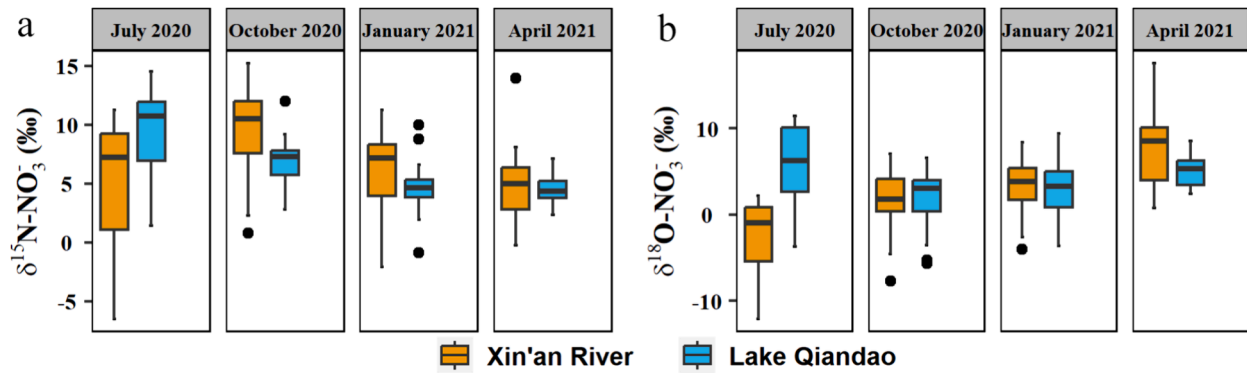 a
July 2020
October 2020
January 2021
April 2021
δ¹⁵N-NO₃⁻ (‰)
15
10
5
0
-5
b
July 2020
October 2020
January 2021
April 2021
δ¹⁸O-NO₃⁻ (‰)
10
0
-10
Xin'an River
Lake Qiandao